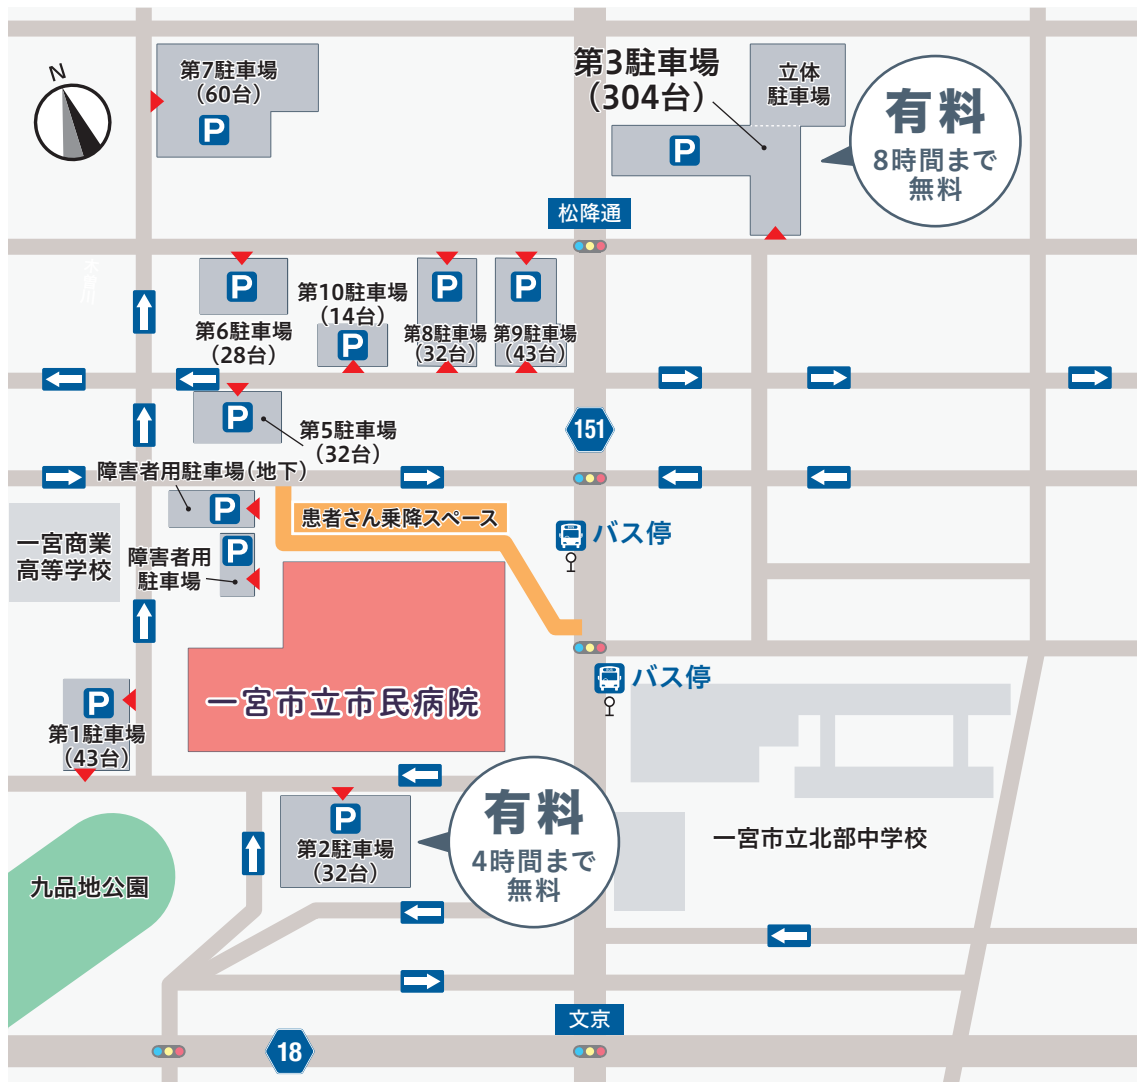 N
第7駐車場
（60台）
P
第3駐車場
（304台）
立体
駐車場
P
有料
8時間まで
無料
松降通
P
第6駐車場
（28台）
第10駐車場
（14台）
P
P
第8駐車場
（32台）
P
第9駐車場
（43台）
P
第5駐車場
（32台）
151
障害者用駐車場（地下）
P
患者さん乗降スペース
バス停
一宮商業
高等学校
P
障害者用
駐車場
バス停
P
第1駐車場
（43台）
一宮市立市民病院
P
第2駐車場
（32台）
有料
4時間まで
無料
一宮市立北部中学校
九品地公園
文京
18